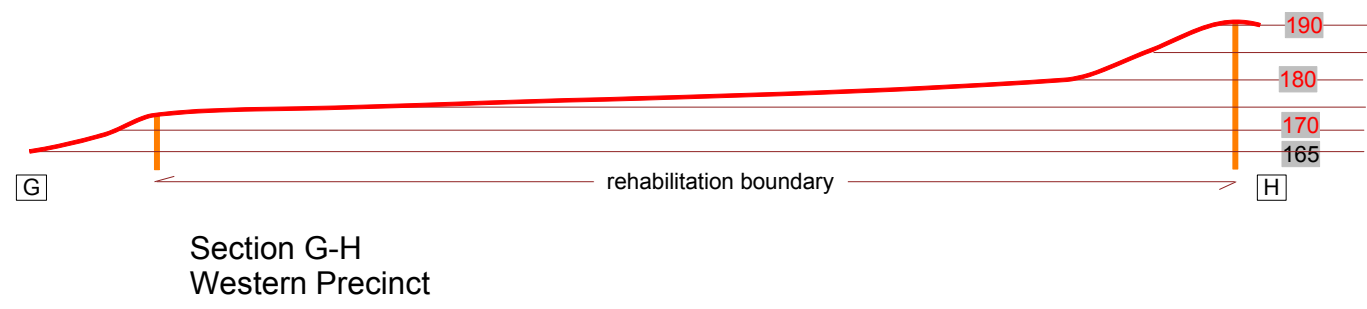 190
180
170
165
G
rehabilitation boundary
H
Section G-H
Western Precinct